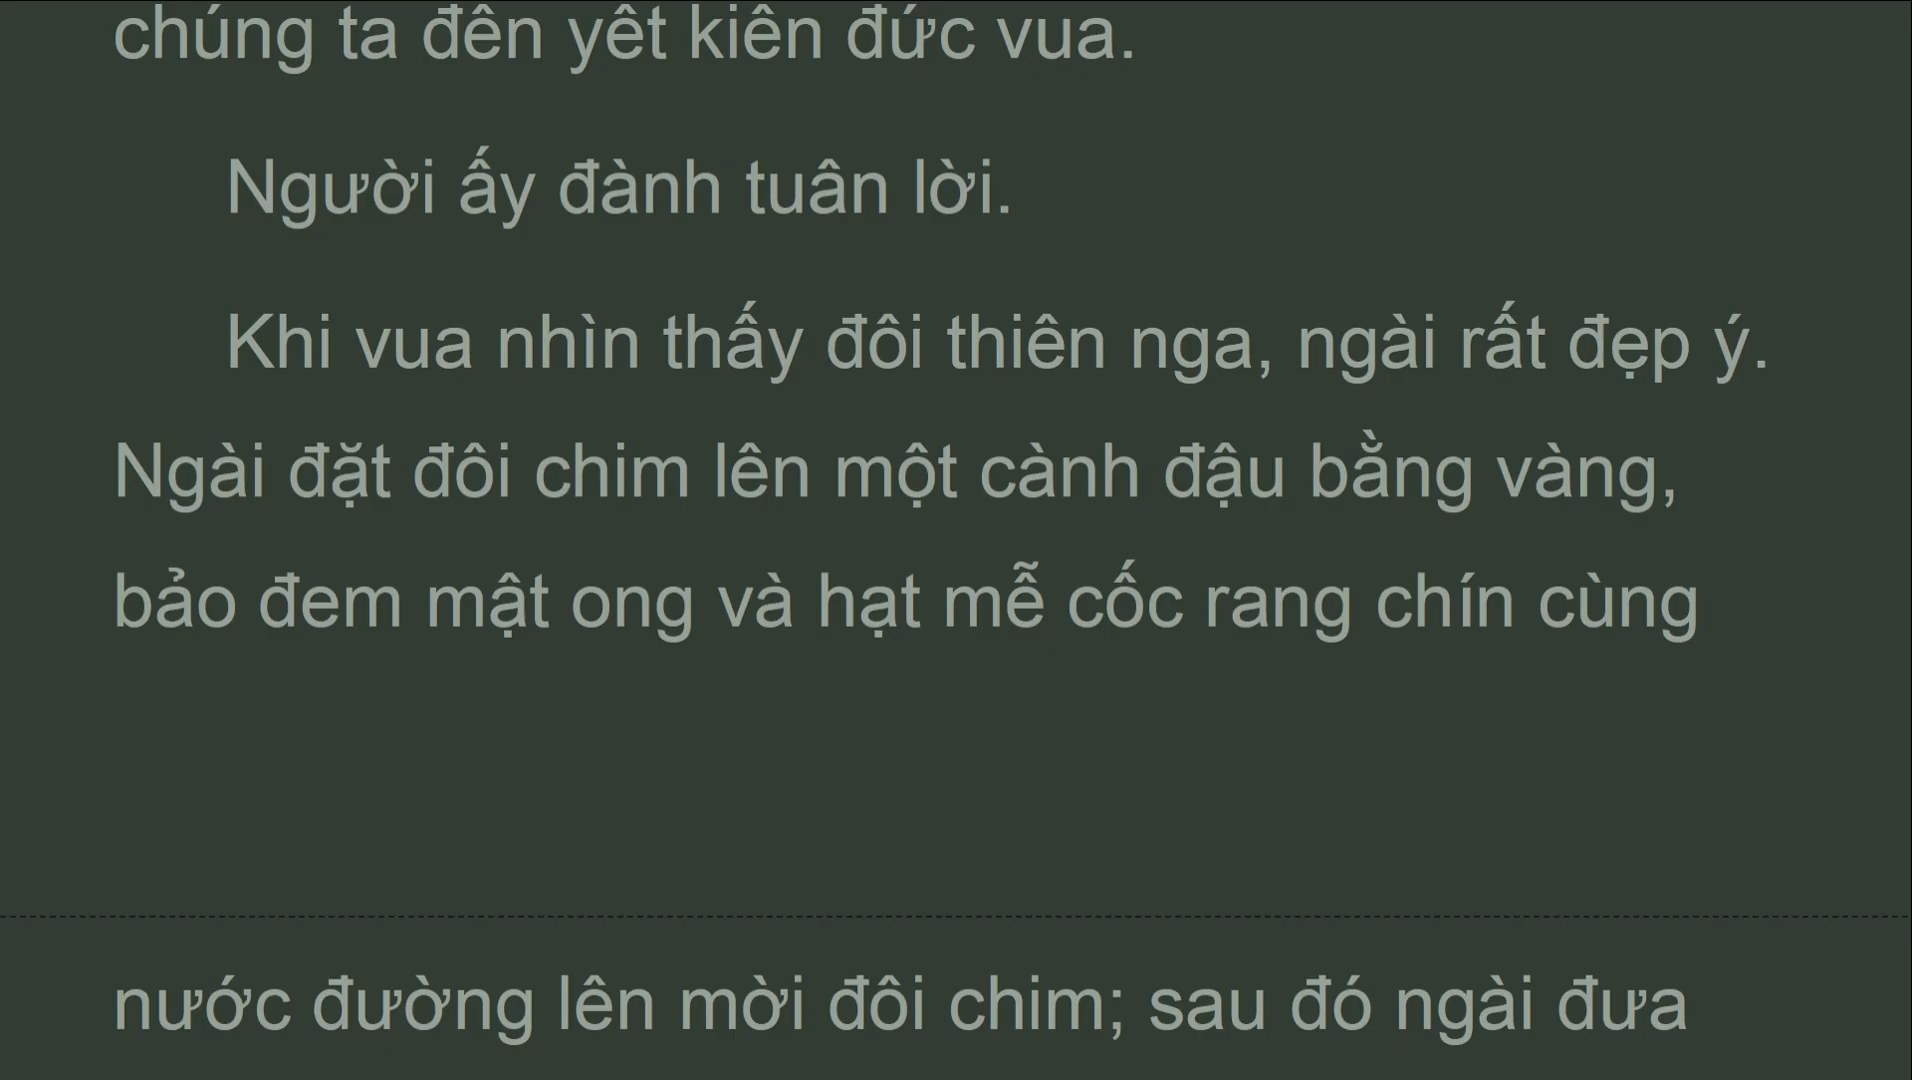 chúng ta đến yết kiến đức vua.
Người ấy đành tuân lời.
Khi vua nhìn thấy đôi thiên nga, ngài rất đẹp ý.
Ngài đặt đôi chim lên một cành đậu bằng vàng,
bảo đem mật ong và hạt mễ cốc rang chín cùng
nước đường lên mời đôi chim; sau đó ngài đưa